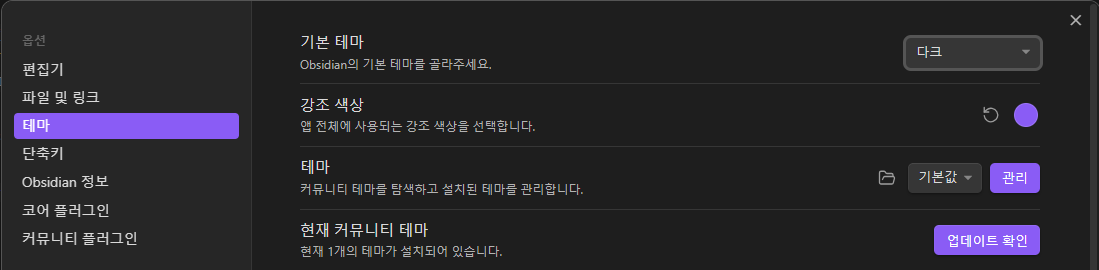 옵션
편집기
파일 및 링크
테마
단축키
Obsidian 정보
코어 플러그인
커뮤니티 플러그인
기본 테마
Obsidian의 기본 테마를 골라주세요.
다크
강조 색상
앱 전체에 사용되는 강조 색상을 선택합니다.
테마
커뮤니티 테마를 탐색하고 설치된 테마를 관리합니다.
기본값
관리
현재 커뮤니티 테마
현재 1개의 테마가 설치되어 있습니다.
업데이트 확인